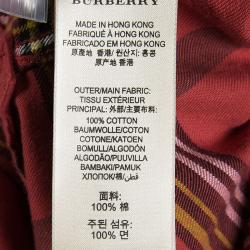 BURBERRY
MADE IN HONG KONG
FABRIQUÉ À HONG KONG
FABRICADO EM HONG KONG
原產 香港 / 원산지: 홍콩
原产地 香港
OUTER/MAIN FABRIC:
TISSU EXTÉRIEUR
PRINCIPAL: 外部/主要布料:
100% COTTON
BAUMWOLLE/COTON
COTONE/KATOEN
BOMULL/ALGODÓN
ALGODÃO/PUUVILLA
BAMBAKI/PAMUK
ХЛОПОК/棉/綿/면
面料:
100% 棉
주된 섬유:
100% 면